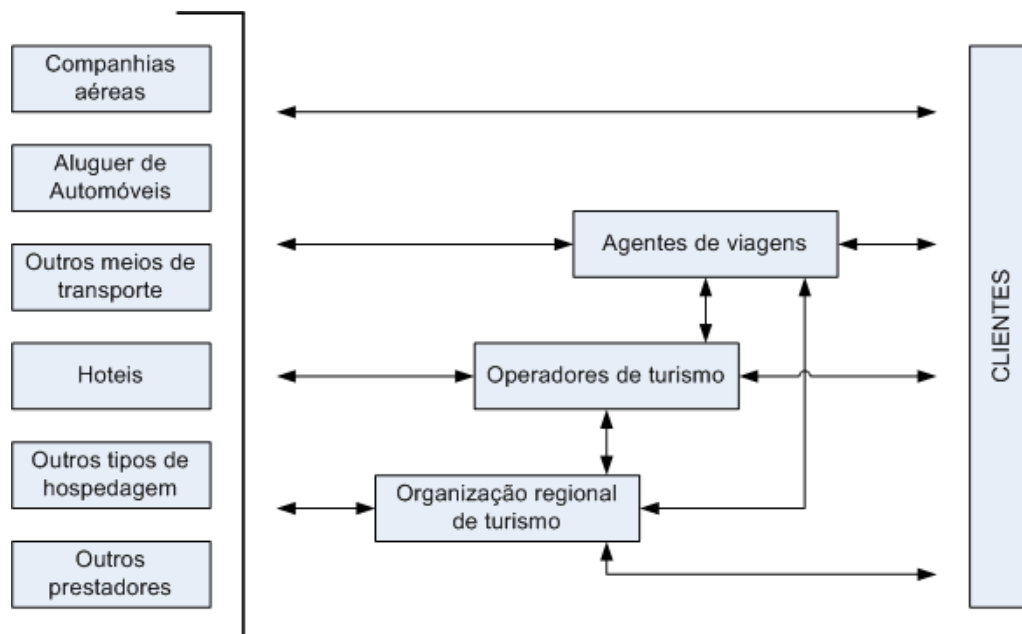 Companhias
aéreas
Aluguer de
Automóveis
Outros meios de
transporte
Hoteis
Outros tipos de
hospedagem
Outros
prestadores
Agentes de viagens
Operadores de turismo
Organização regional
de turismo
CLIENTES